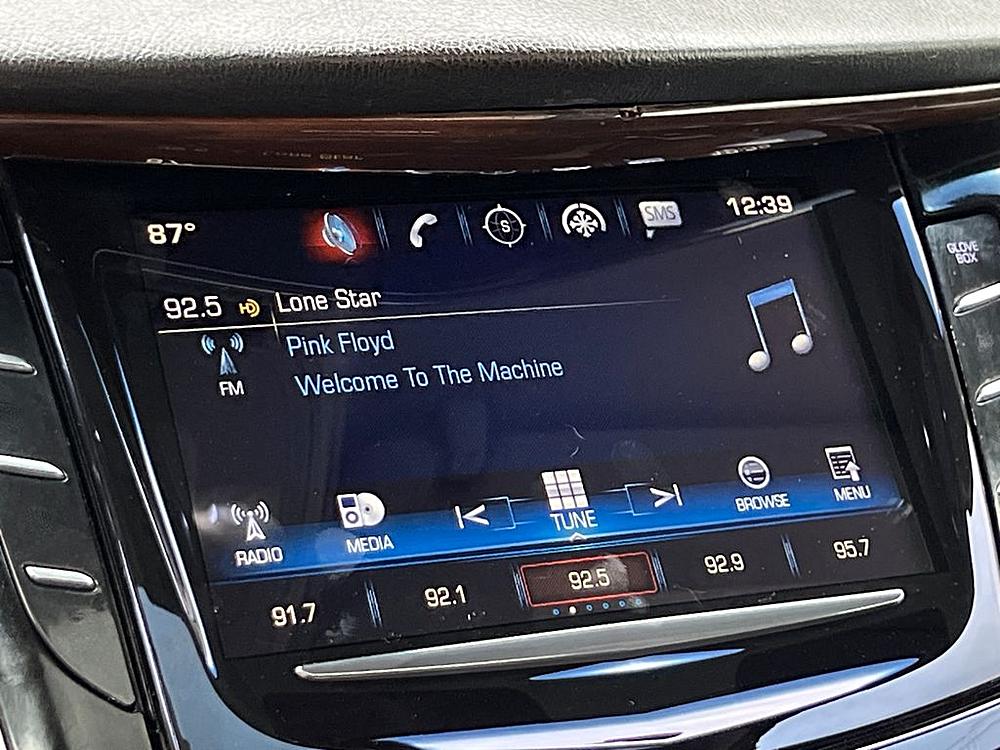 87°
S
SMS
12:39
GLOVE
BOX
92.5 HD Lone Star
FM
Pink Floyd
Welcome To The Machine
RADIO
MEDIA
TUNE
BROWSE
MENU
91.7
92.1
92.5
92.9
95.7